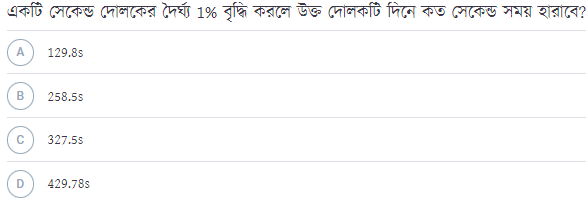 একটি সেকেন্ড দোলকের দৈর্ঘ্য 1% বৃদ্ধি করলে উক্ত দোলকটি দিনে কত সেকেন্ড সময় হারাবে?
A 129.8s
B 258.5s
C 327.5s
D 429.78s